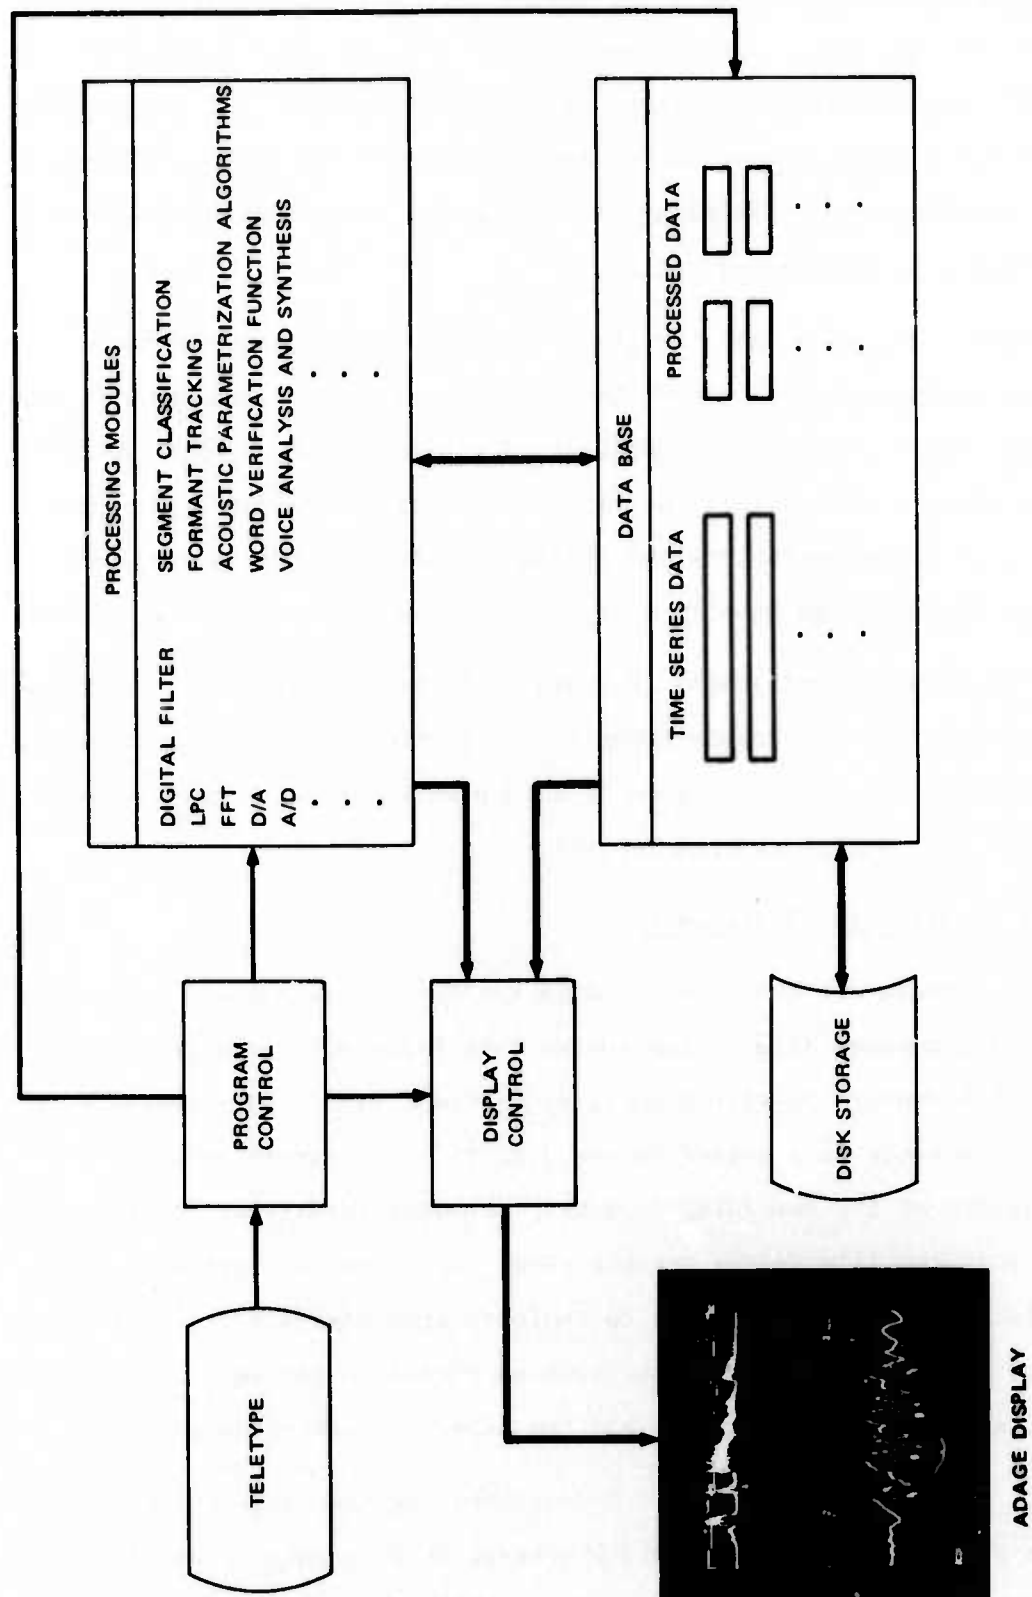 TELETYPE
PROGRAM
CONTROL
PROCESSING MODULES
DIGITAL FILTER
LPC
FFT
D/A
A/D
. . .
SEGMENT CLASSIFICATION
FORMANT TRACKING
ACOUSTIC PARAMETRIZATION ALGORITHMS
WORD VERIFICATION FUNCTION
VOICE ANALYSIS AND SYNTHESIS
. . .
DISPLAY
CONTROL
ADAGE DISPLAY
DISK STORAGE
DATA BASE
TIME SERIES DATA
. . .
PROCESSED DATA
. . .
. . .